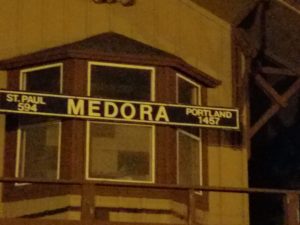 ST. PAUL
594
MEDORA
PORTLAND
1457